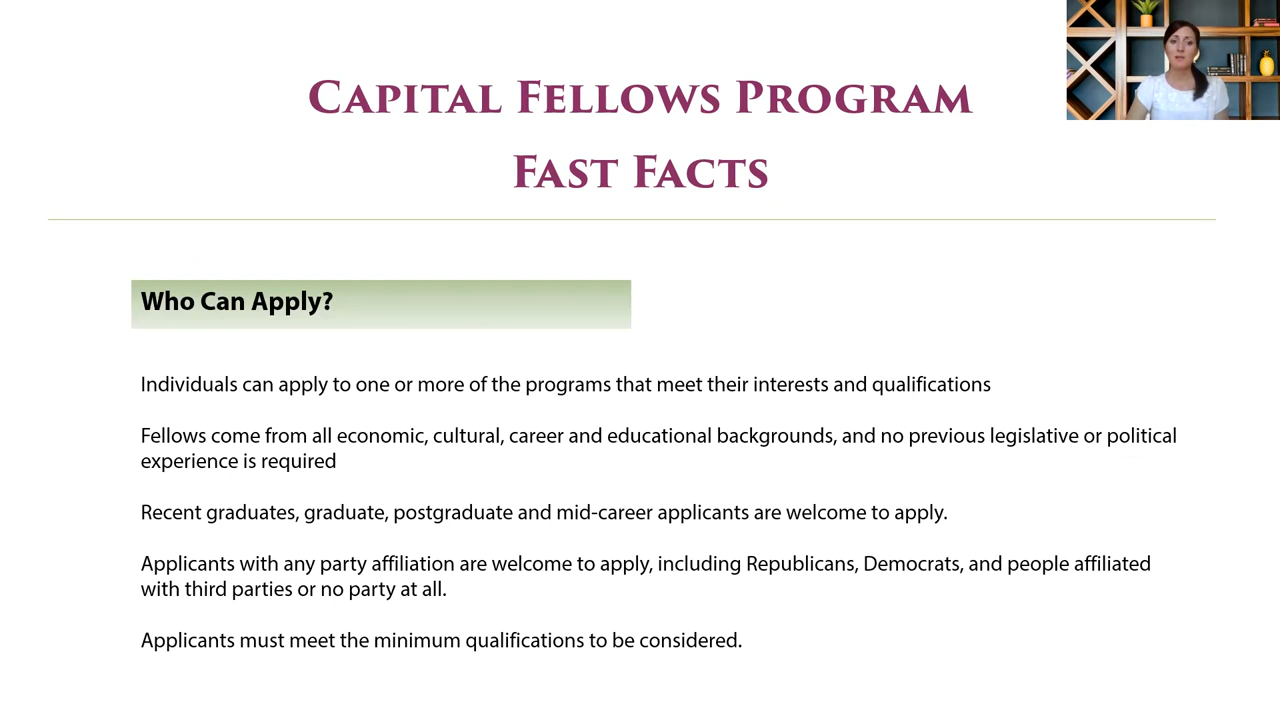 Capital Fellows Program
Fast Facts
Who Can Apply?
Individuals can apply to one or more of the programs that meet their interests and qualifications
Fellows come from all economic, cultural, career and educational backgrounds, and no previous legislative or political
experience is required
Recent graduates, graduate, postgraduate and mid-career applicants are welcome to apply.
Applicants with any party affiliation are welcome to apply, including Republicans, Democrats, and people affiliated
with third parties or no party at all.
Applicants must meet the minimum qualifications to be considered.